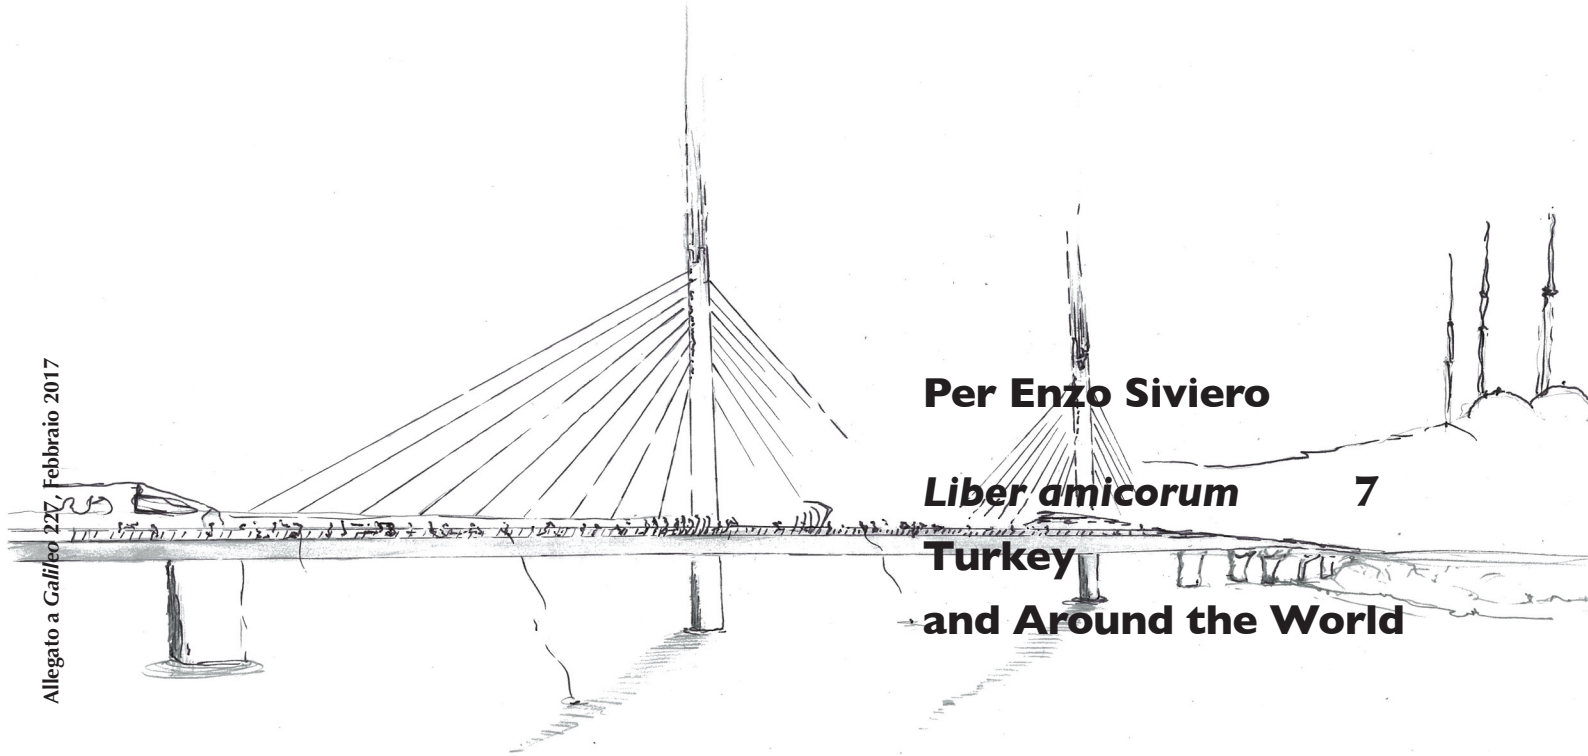 Allegato a Galileo 227, Febbraio 2017
Per Enzo Siviero
Liber amicorum 7
Turkey
and Around the World